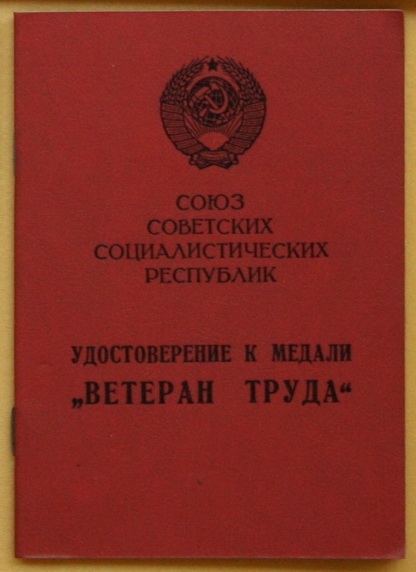 СОЮЗ
СОВЕТСКИХ
СОЦИАЛИСТИЧЕСКИХ
РЕСПУБЛИК
УДОСТОВЕРЕНИЕ К МЕДАЛИ
„ВЕТЕРАН ТРУДА“